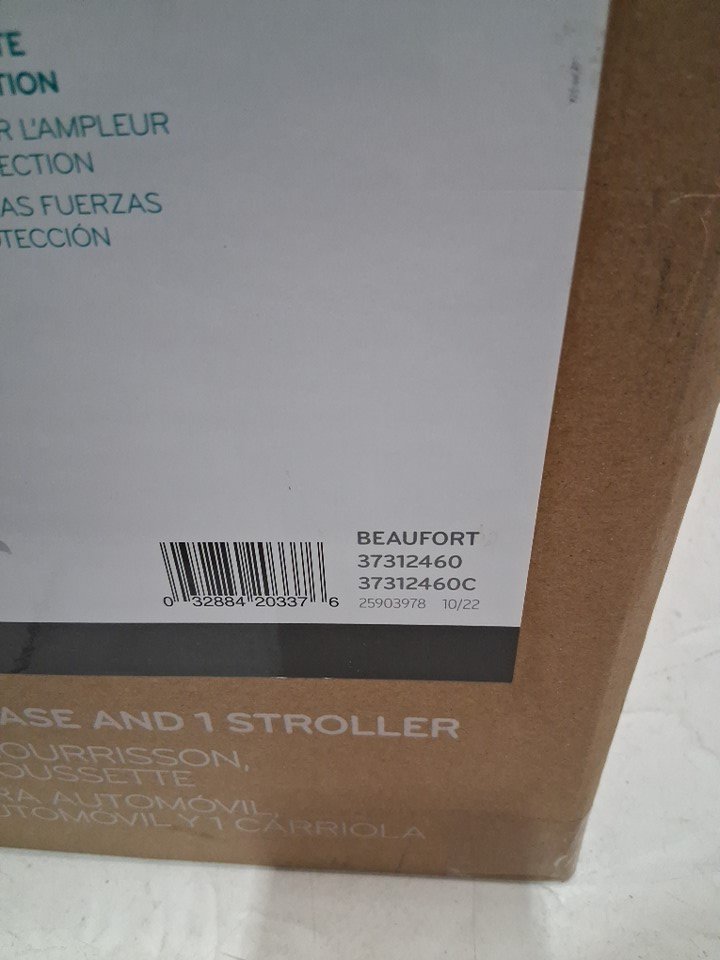 TE
TION
R L'AMPLEUR
ECTION
AS FUERZAS
TECCIÓN
BEAUFORT
37312460
37312460C
0 32884 20337 6
25903978 10/22
ASE AND 1 STROLLER
OURRISSON,
OUSSETTE
RA AUTOMÓVIL,
UTOMÓVIL Y 1 CARRIOLA